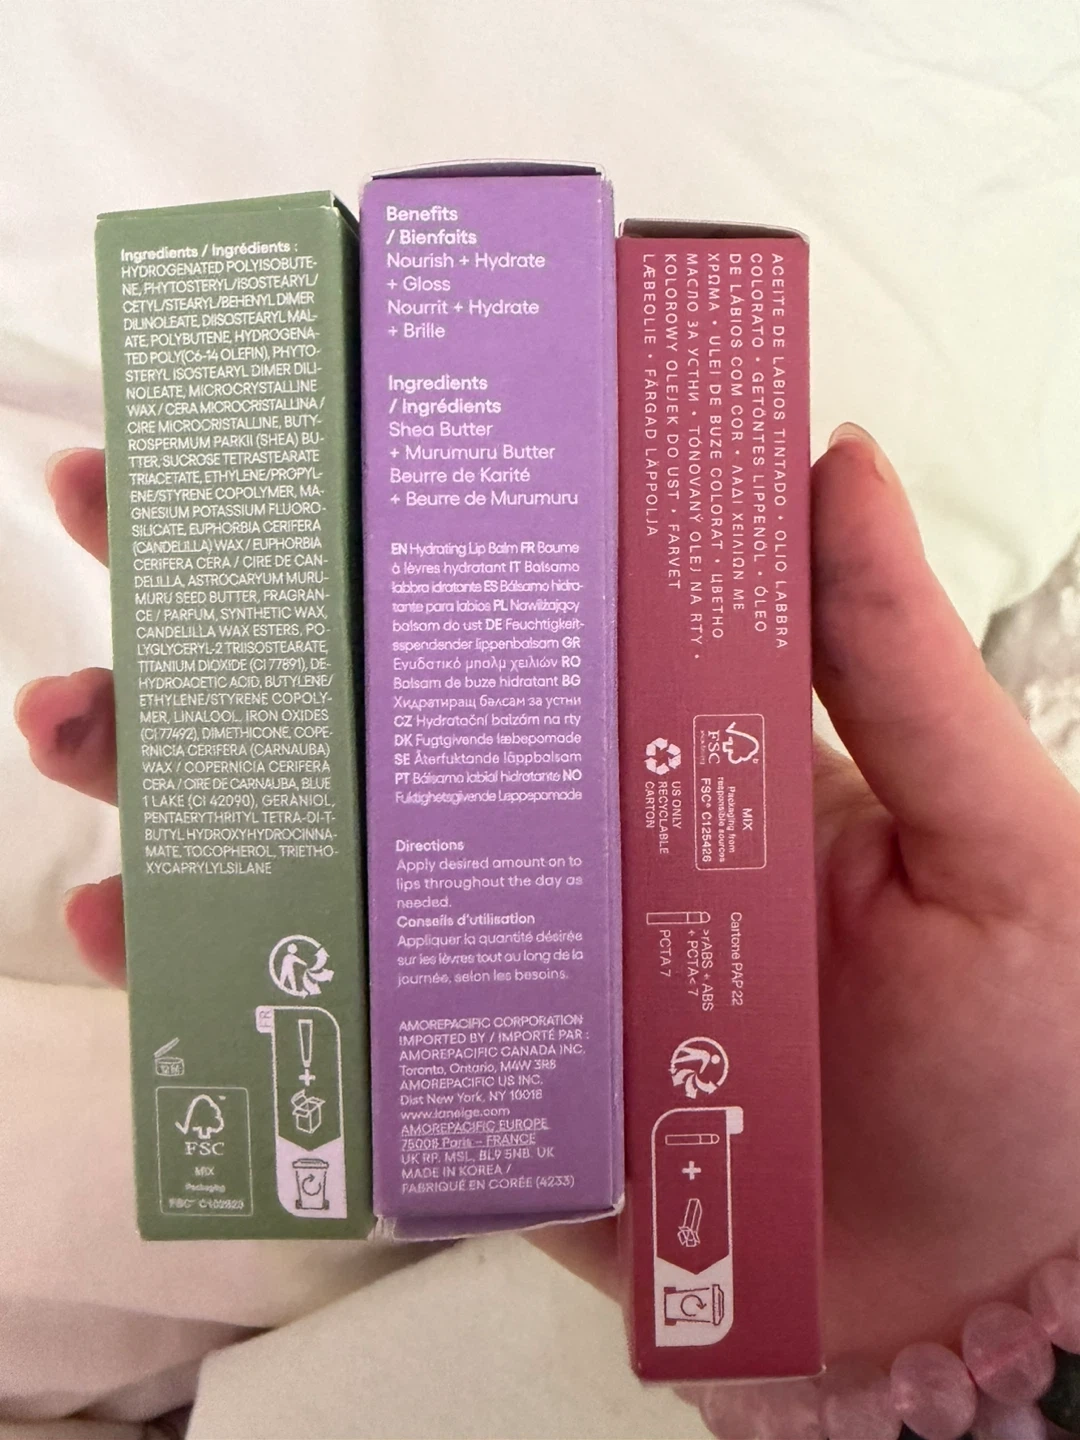 Ingredients / Ingrédients :
HYDROGENATED POLYISOBUTE-
NE, PHYTOSTERYL/ISOSTEARYL/
CETYL/STEARYL/BEHENYL DIMER
DILINOLEATE, DIISOSTEARYL MAL-
ATE, POLYBUTENE, HYDROGENA-
TED POLY(C6-14 OLEFIN), PHYTO-
STERYL ISOSTEARYL DIMER DILI-
NOLEATE, MICROCRYSTALLINE
WAX / CERA MICROCRISTALLINA /
CIRE MICROCRISTALLINE, BUTY-
ROSPERMUM PARKII (SHEA) BU-
TTER, SUCROSE TETRASTEARATE
TRIACETATE, ETHYLENE/PROPYL-
ENE/STYRENE COPOLYMER, MA-
GNESIUM POTASSIUM FLUORO-
SILICATE, EUPHORBIA CERIFERA
(CANDELILLA) WAX / EUPHORBIA
CERIFERA CERA / CIRE DE CAN-
DELILLA, ASTROCARYUM MURU-
MURU SEED BUTTER, FRAGRAN-
CE / PARFUM, SYNTHETIC WAX,
CANDELILLA WAX ESTERS, PO-
LYGLYCERYL-2 TRIISOSTEARATE,
TITANIUM DIOXIDE (CI 77891), DE-
HYDROACETIC ACID, BUTYLENE/
ETHYLENE/STYRENE COPOLY-
MER, LINALOOL, IRON OXIDES
(CI 77492), DIMETHICONE, COPE-
RNICIA CERIFERA (CARNAUBA)
WAX / COPERNICIA CERIFERA
CERA / CIRE DE CARNAUBA, BLUE
1 LAKE (CI 42090), GERANIOL,
PENTAERYTHRITYL TETRA-DI-T-
BUTYL HYDROXYHYDROCINNA-
MATE, TOCOPHEROL, TRIETHO-
XYCAPRYLYLSILANE
FR
12 M
FSC
MIX
Packaging
Benefits
/ Bienfaits
Nourish + Hydrate
+ Gloss
Nourrit + Hydrate
+ Brille
Ingredients
/ Ingrédients
Shea Butter
+ Murumuru Butter
Beurre de Karité
+ Beurre de Murumuru
EN Hydrating Lip Balm FR Baume
à lèvres hydratant IT Balsamo
labbra idratante ES Bálsamo hidra-
tante para labios PL Nawilżający
balsam do ust DE Feuchtigkeit-
sspendender lippenbalsam GR
Ενυδατικό μπαλμ χειλιών RO
Balsam de buze hidratant BG
Хидратиращ балсам за устни
CZ Hydratační balzám na rty
DK Fugtgivende læbepomade
SE Återfuktande läppbalsam
PT Bálsamo labial hidratante NO
Fuktighetsgivende Leppepomade
Directions
Apply desired amount on to
lips throughout the day as
needed.
Conseils d'utilisation
Appliquer la quantité désirée
sur les lèvres tout au long de la
journée, selon les besoins.
AMOREPACIFIC CORPORATION
IMPORTED BY / IMPORTÉ PAR :
AMOREPACIFIC CANADA INC.
Toronto, Ontario, M4W 3R8
AMOREPACIFIC US INC.
Dist New York, NY 10018
www.laneige.com
AMOREPACIFIC EUROPE
75008 Paris – FRANCE
UK RP. MSL, BL9 5NB. UK
MADE IN KOREA /
FABRIQUÉ EN CORÉE (4233)
ACEITE DE LABIOS TINTADO • OLIO LABBRA
COLORATO • GETÖNTES LIPPENÖL • ÓLEO
DE LÁBIOS COM COR • ΛΑΔΙ ΧΕΙΛΙΩΝ ΜΕ
ΧΡΩΜΑ • ULEI DE BUZE COLORAT • ЦВЕТНО
МАСЛО ЗА УСТНИ • TÓNOVANÝ OLEJ NA RTY •
KOLOROWY OLEJEK DO UST • FARVET
LÆBEOLIE • FÄRGAD LÄPPOLJA
MIX
Packaging from
responsible sources
FSC® C125426
FSC
US ONLY
RECYCLABLE
CARTON
Cartone PAP 22
>rABS + ABS
+ PCTA< 7
PCTA 7